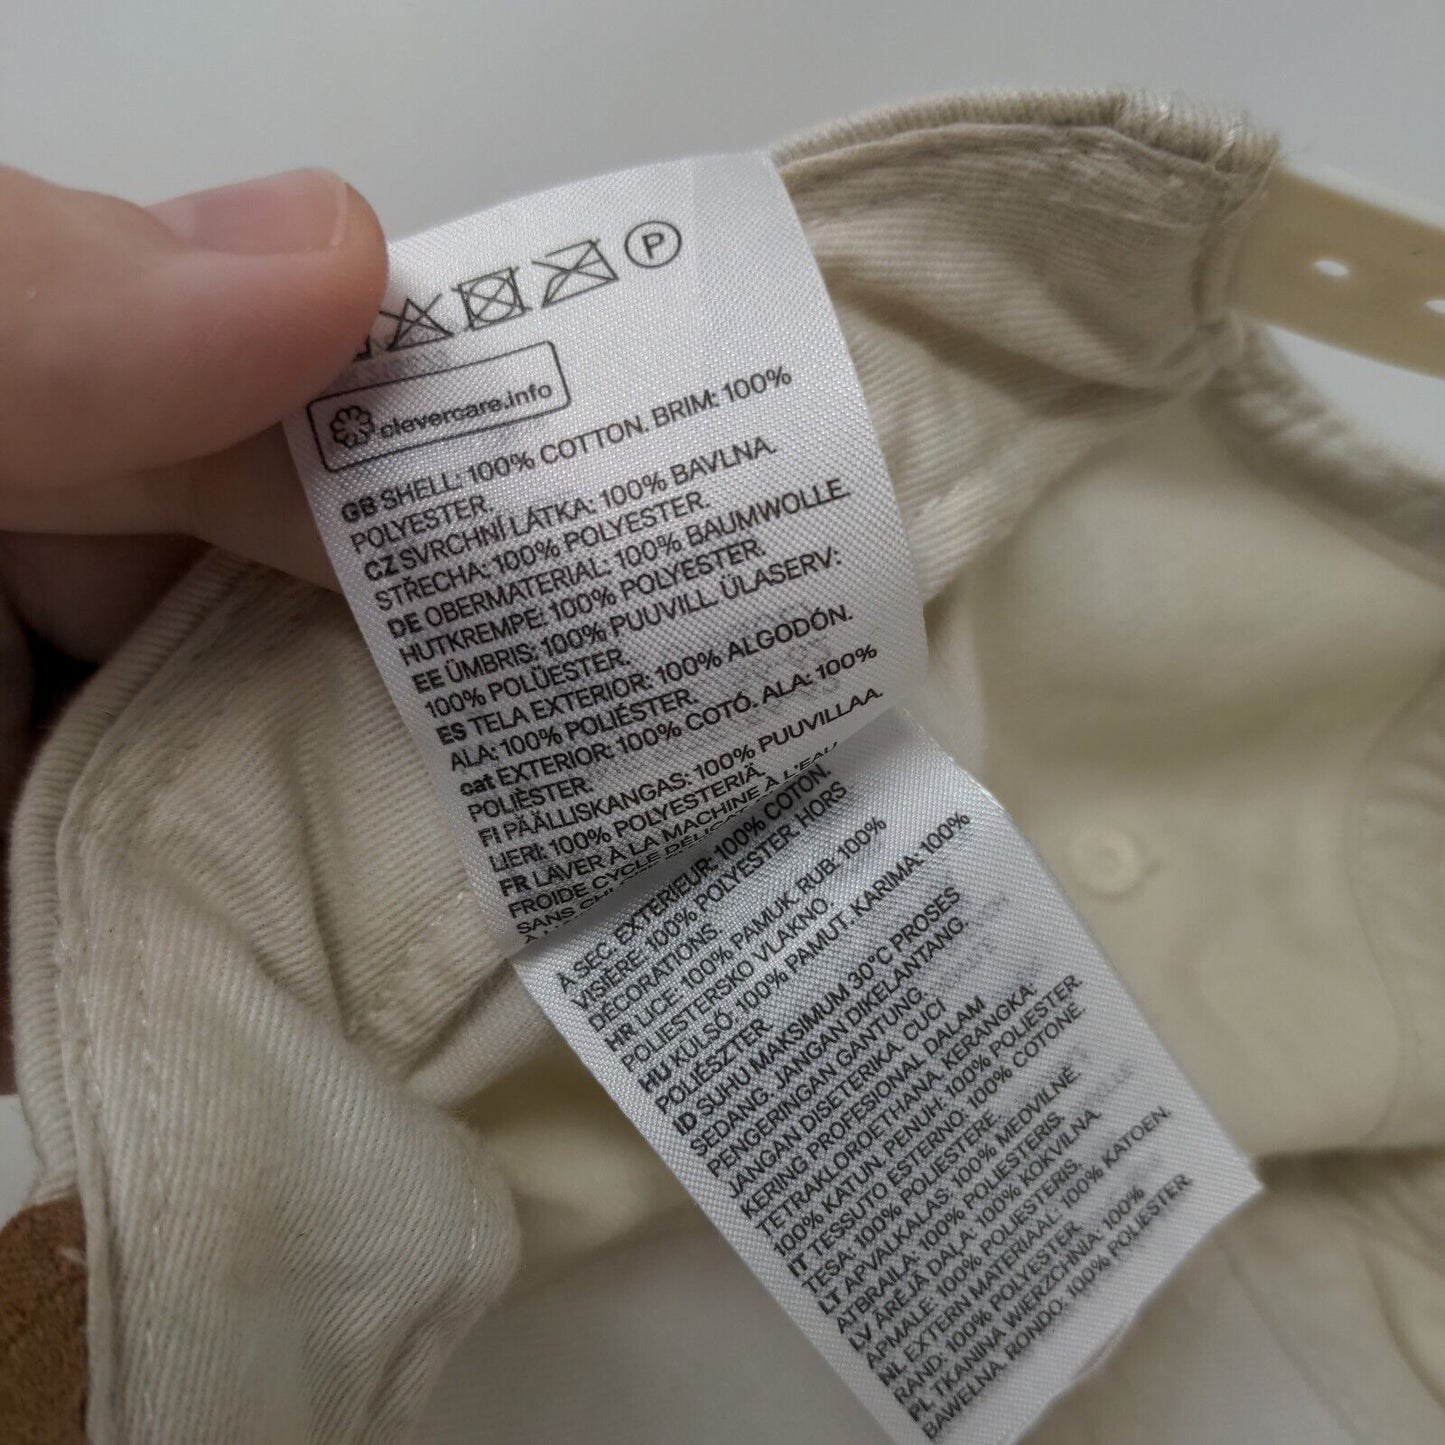 P
clevercare.info
GB SHELL: 100% COTTON. BRIM: 100%
POLYESTER.
CZ SVRCHNÍ LÁTKA: 100% BAVLNA.
STŘECHA: 100% POLYESTER.
DE OBERMATERIAL: 100% BAUMWOLLE.
HUTKREMPE: 100% POLYESTER.
EE ÜMBRIS: 100% PUUVILL. ÜLASERV:
100% POLÜESTER.
ES TELA EXTERIOR: 100% ALGODÓN.
ALA: 100% POLIÉSTER.
cat EXTERIOR: 100% COTÓ. ALA: 100%
POLIÈSTER.
FI PÄÄLLISKANGAS: 100% PUUVILLAA.
LIERI: 100% POLYESTERIÄ.
FR LAVER À LA MACHINE À L'EAU
FROIDE CYCLE
SANS
À SEC. EXTÉRIEUR: 100% COTON.
VISIÈRE: 100% POLYESTER. HORS
DÉCORATIONS.
HR LICE: 100% PAMUK. RUB: 100%
POLIESTERSKO VLAKNO.
HU KÜLSŐ: 100% PAMUT. KARIMA: 100%
POLIÉSZTER.
ID SUHU MAKSIMUM 30°C PROSES
SEDANG. JANGAN DIKELANTANG.
PENGERINGAN GANTUNG.
JANGAN DISETERIKA. CUCI
KERING PROFESIONAL DALAM
TETRAKLOROETHANA. KERANGKA:
100% KATUN. PENUH: 100% POLIESTER.
IT TESSUTO ESTERNO: 100% COTONE.
TESA: 100% POLIESTERE.
LT APVALKALAS: 100% MEDVILNĖ.
ATBRAILA: 100% POLIESTERIS.
LV ĀRĒJĀ DAĻA: 100% KOKVILNA.
APMALE: 100% POLIESTERIS.
NL EXTERN MATERIAL: 100% KATOEN.
RAND: 100% POLYESTER.
PL TKANINA WIERZCHNIA: 100%
BAWEŁNA. RONDO: 100% POLIESTER.